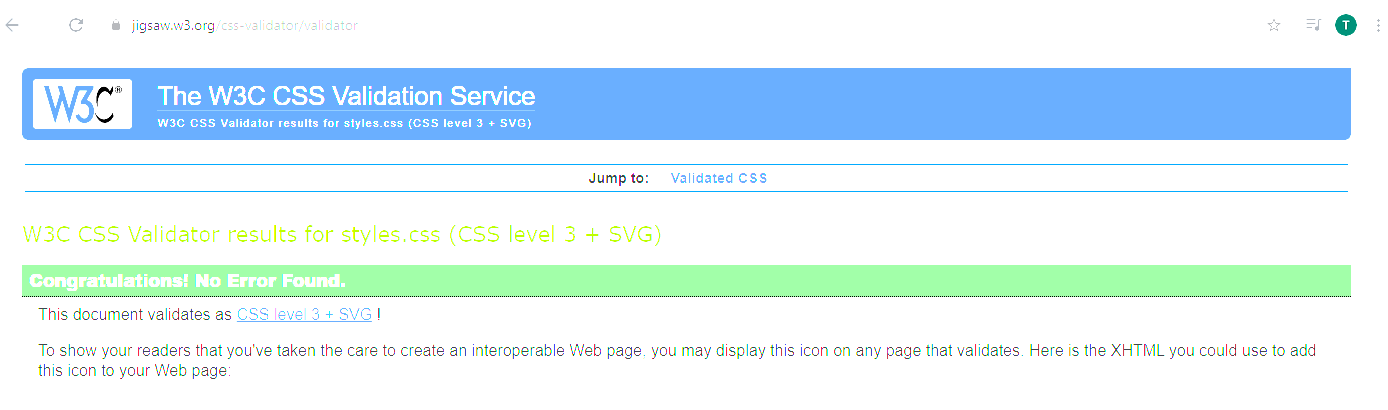 jigsaw.w3.org/css-validator/validator
T
W3C®
The W3C CSS Validation Service
W3C CSS Validator results for styles.css (CSS level 3 + SVG)
Jump to: Validated CSS
W3C CSS Validator results for styles.css (CSS level 3 + SVG)
Congratulations! No Error Found.
This document validates as CSS level 3 + SVG !
To show your readers that you've taken the care to create an interoperable Web page, you may display this icon on any page that validates. Here is the XHTML you could use to add
this icon to your Web page: